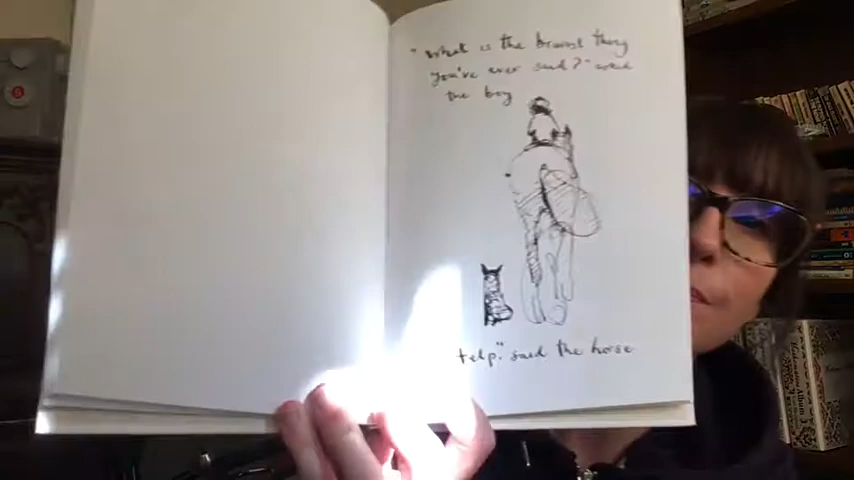 "What is the bravest thing
you've ever said?" asked
the boy
"Help." said the horse